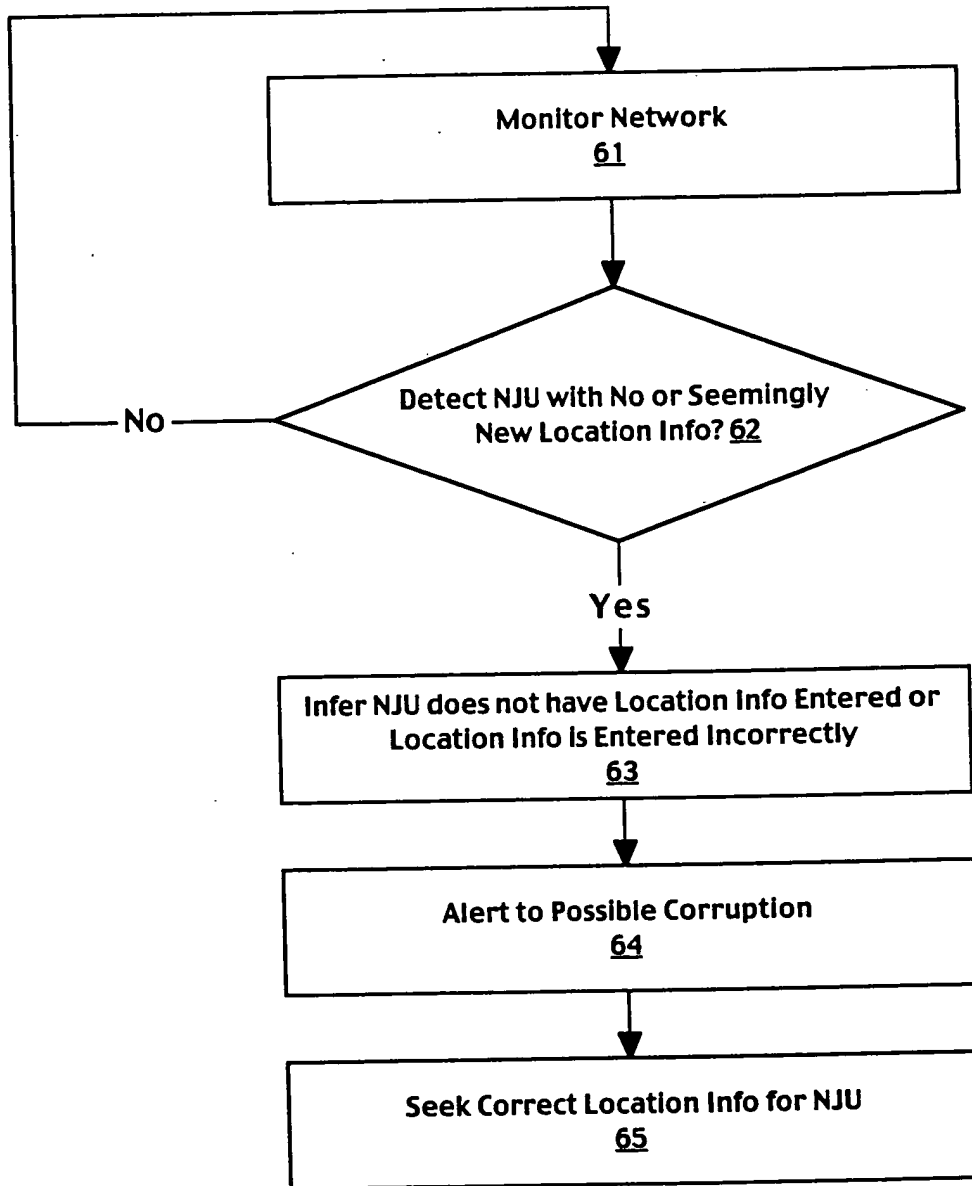 Monitor Network
61
Detect NJU with No or Seemingly
New Location Info? 62
No
Yes
Infer NJU does not have Location Info Entered or
Location Info is Entered Incorrectly
63
Alert to Possible Corruption
64
Seek Correct Location Info for NJU
65